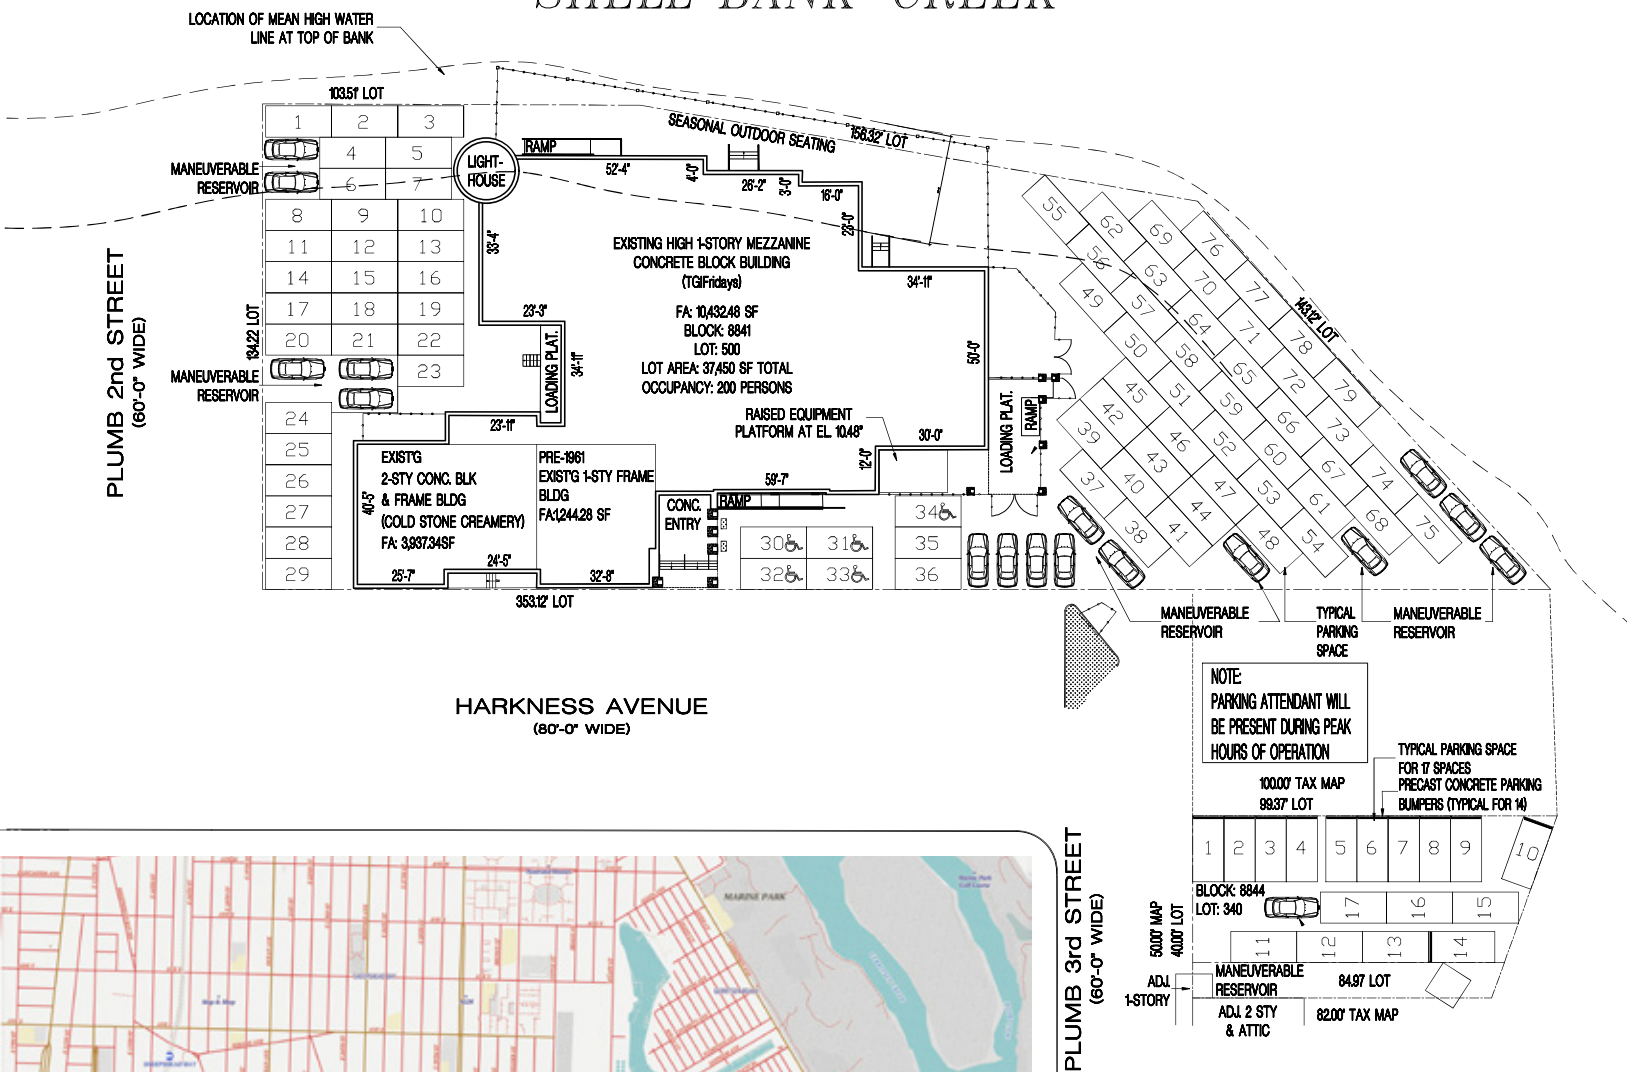 SHELL BANK CREEK
LOCATION OF MEAN HIGH WATER
LINE AT TOP OF BANK
103.51' LOT
SEASONAL OUTDOOR SEATING
156.32' LOT
1 2 3
4 5
6 7
8 9 10
11 12 13
14 15 16
17 18 19
20 21 22
23
24
25
26
27
28
29
MANEUVERABLE
RESERVOIR
MANEUVERABLE
RESERVOIR
134.22 LOT
PLUMB 2nd STREET
(60'-0" WIDE)
LIGHT-
HOUSE
RAMP
52'-4"
4'-0"
26'-2"
3'-0"
16'-0"
23'-0"
34'-11"
33'-4"
23'-3"
34'-11"
LOADING PLAT.
50'-0"
EXISTING HIGH 1-STORY MEZZANINE
CONCRETE BLOCK BUILDING
(TGIFridays)
FA: 10,432.48 SF
BLOCK: 8841
LOT: 500
LOT AREA: 37,450 SF TOTAL
OCCUPANCY: 200 PERSONS
RAISED EQUIPMENT
PLATFORM AT EL. 10.48"
30'-0"
12'-0"
59'-7"
23'-11"
LOADING PLAT.
RAMP
EXIST'G
2-STY CONC. BLK
& FRAME BLDG
(COLD STONE CREAMERY)
FA: 3,937.34SF
40'-5"
PRE-1961
EXIST'G 1-STY FRAME
BLDG
FA:1,244.28 SF
24'-5"
25'-7"
32'-8"
CONC.
ENTRY
RAMP
30 31
32 33
34
35
36
353.12' LOT
55 62 69 76
56 63 70 77
49 57 64 71 78
50 58 65 72 79
45 51 59 66 73
42 46 52 60 67 74
39 43 47 53 61 68 75
37 40 44 48 54
38 41
143.12' LOT
MANEUVERABLE
RESERVOIR
TYPICAL
PARKING
SPACE
MANEUVERABLE
RESERVOIR
HARKNESS AVENUE
(80'-0" WIDE)
NOTE:
PARKING ATTENDANT WILL
BE PRESENT DURING PEAK
HOURS OF OPERATION
TYPICAL PARKING SPACE
FOR 17 SPACES
PRECAST CONCRETE PARKING
BUMPERS (TYPICAL FOR 14)
100.00' TAX MAP
99.37' LOT
1 2 3 4 5 6 7 8 9 10
BLOCK: 8844
LOT: 340
17 16 15
11 12 13 14
50.00' MAP
40.00' LOT
PLUMB 3rd STREET
(60'-0" WIDE)
ADJ.
1-STORY
MANEUVERABLE
RESERVOIR
84.97 LOT
ADJ. 2 STY
& ATTIC
82.00' TAX MAP
MARINE PARK